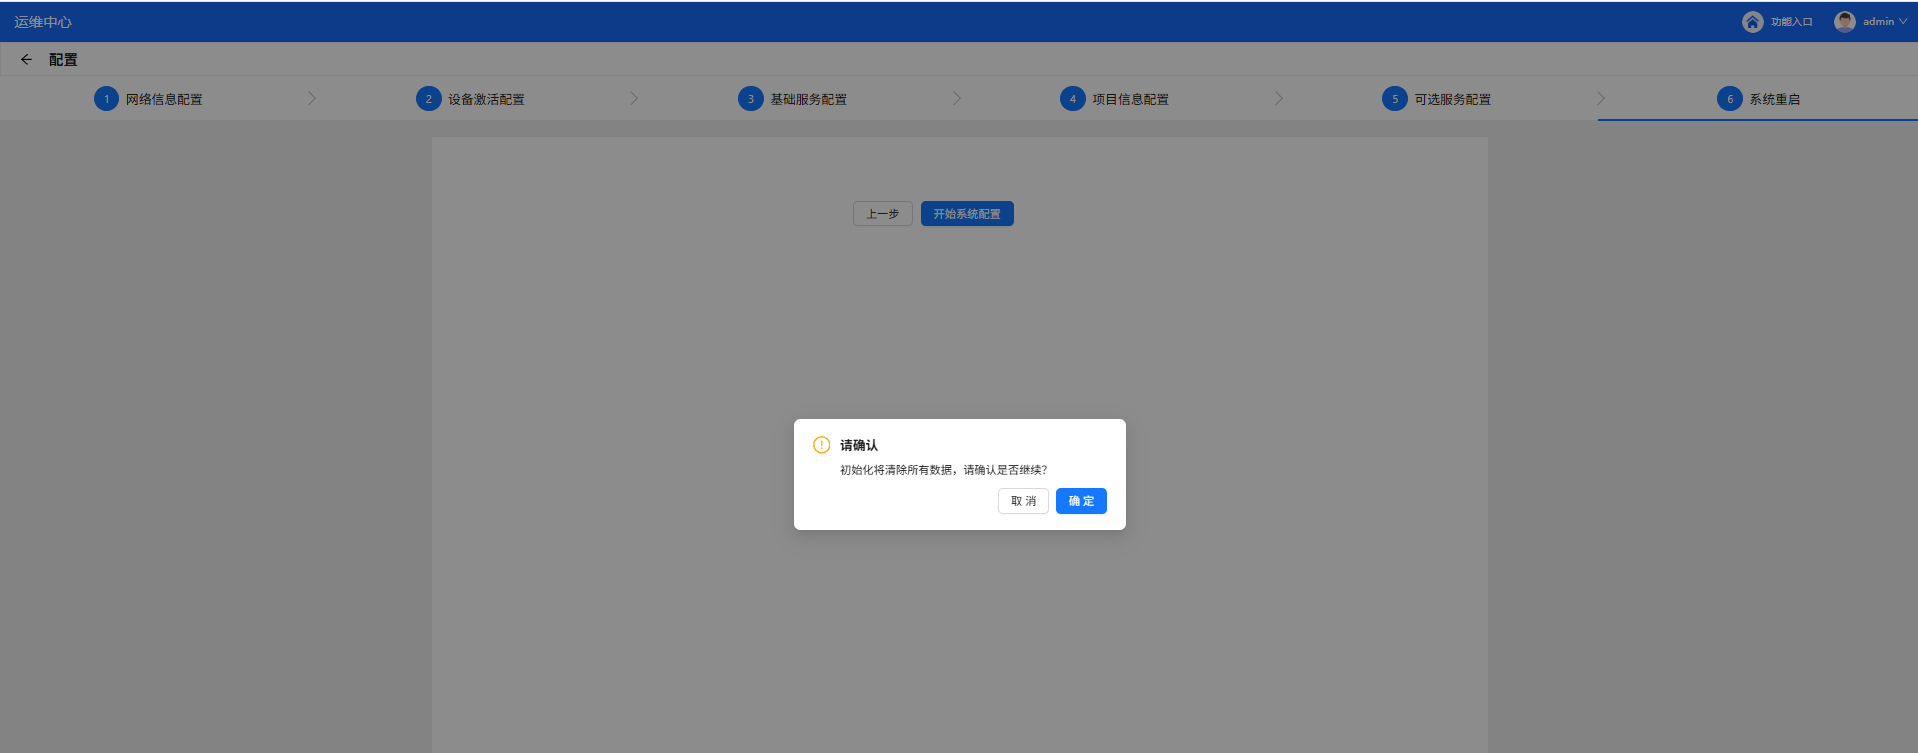 运维中心
功能入口
admin
配置
1 网络信息配置
2 设备激活配置
3 基础服务配置
4 项目信息配置
5 可选服务配置
6 系统重启
上一步
开始系统配置
请确认
初始化将清除所有数据，请确认是否继续？
取 消
确 定